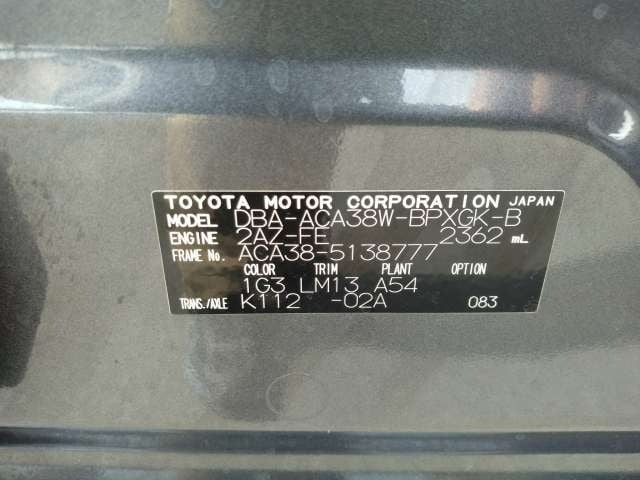 TOYOTA MOTOR CORPORATION JAPAN
MODEL DBA-ACA38W-BPXGK-B
ENGINE 2AZ-FE 2362 mL
FRAME No. ACA38-5138777
COLOR TRIM PLANT OPTION
1G3 LM13 A54
TRANS./AXLE K112 -02A 083